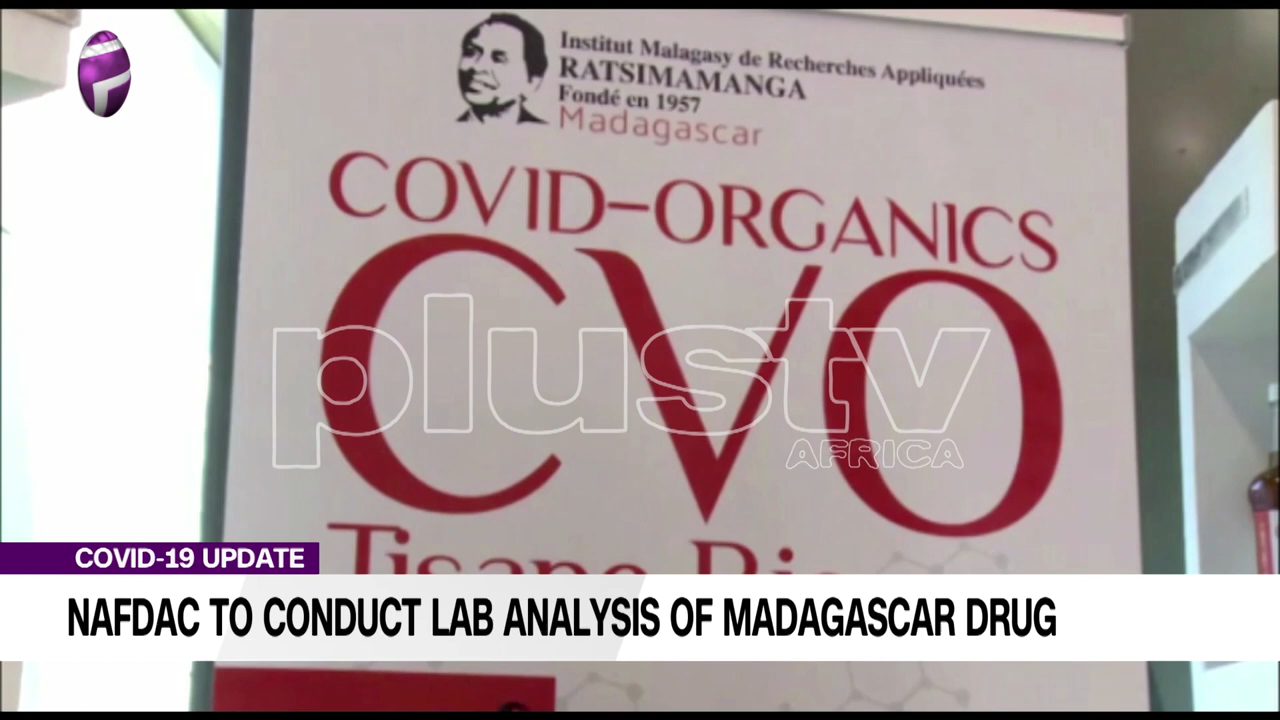 Institut Malagasy de Recherches Appliquées
RATSIMAMANGA
Fondé en 1957
Madagascar
COVID-ORGANICS
CVO
plustv
AFRICA
COVID-19 UPDATE
NAFDAC TO CONDUCT LAB ANALYSIS OF MADAGASCAR DRUG